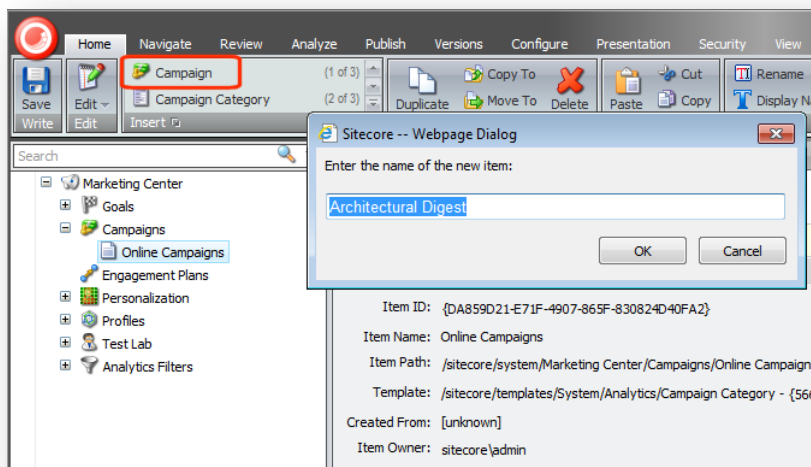 Home Navigate Review Analyze Publish Versions Configure Presentation Security View
Campaign (1 of 3) Copy To Cut Rename
Save Edit Campaign Category (2 of 3) Duplicate Move To Delete Paste Copy Display
Write Edit Insert
Sitecore -- Webpage Dialog
Search
Enter the name of the new item:
Marketing Center
Goals
Architectural Digest
Campaigns
Online Campaigns
OK Cancel
Engagement Plans
Personalization
Item ID: {DA859D21-E71F-4907-865F-830824D40FA2}
Profiles
Item Name: Online Campaigns
Test Lab
Item Path: /sitecore/system/Marketing Center/Campaigns/Online Campaign
Analytics Filters
Template: /sitecore/templates/System/Analytics/Campaign Category - {56
Created From: [unknown]
Item Owner: sitecore\admin